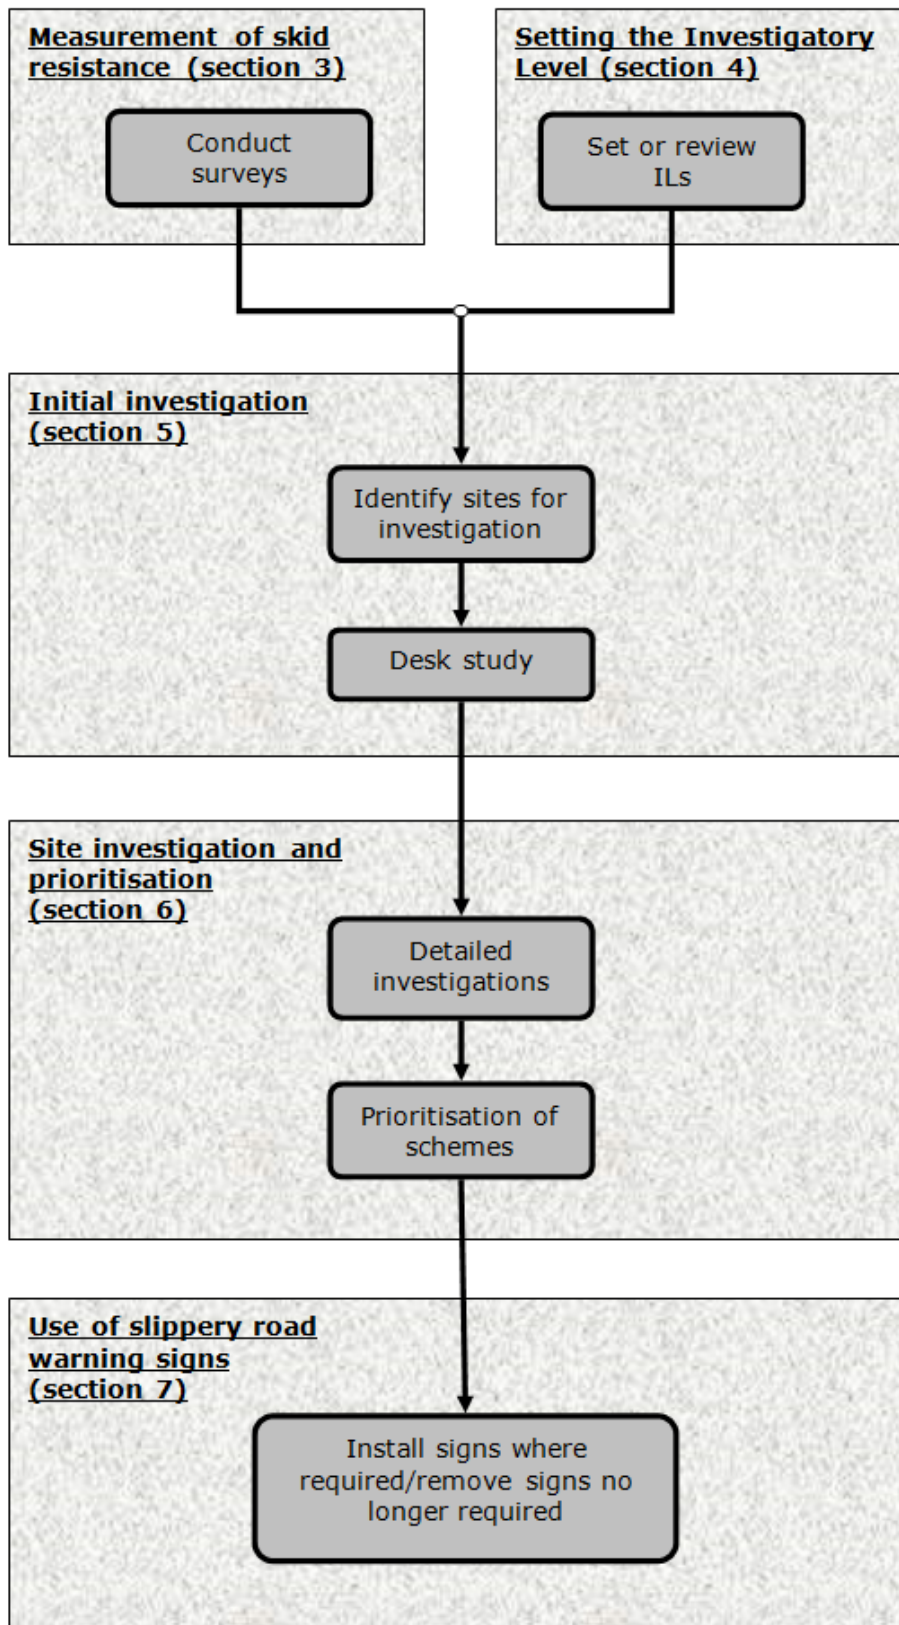 Measurement of skid
resistance (section 3)
Conduct
surveys
Setting the Investigatory
Level (section 4)
Set or review
ILs
Initial investigation
(section 5)
Identify sites for
investigation
Desk study
Site investigation and
prioritisation
(section 6)
Detailed
investigations
Prioritisation of
schemes
Use of slippery road
warning signs
(section 7)
Install signs where
required/remove signs no
longer required